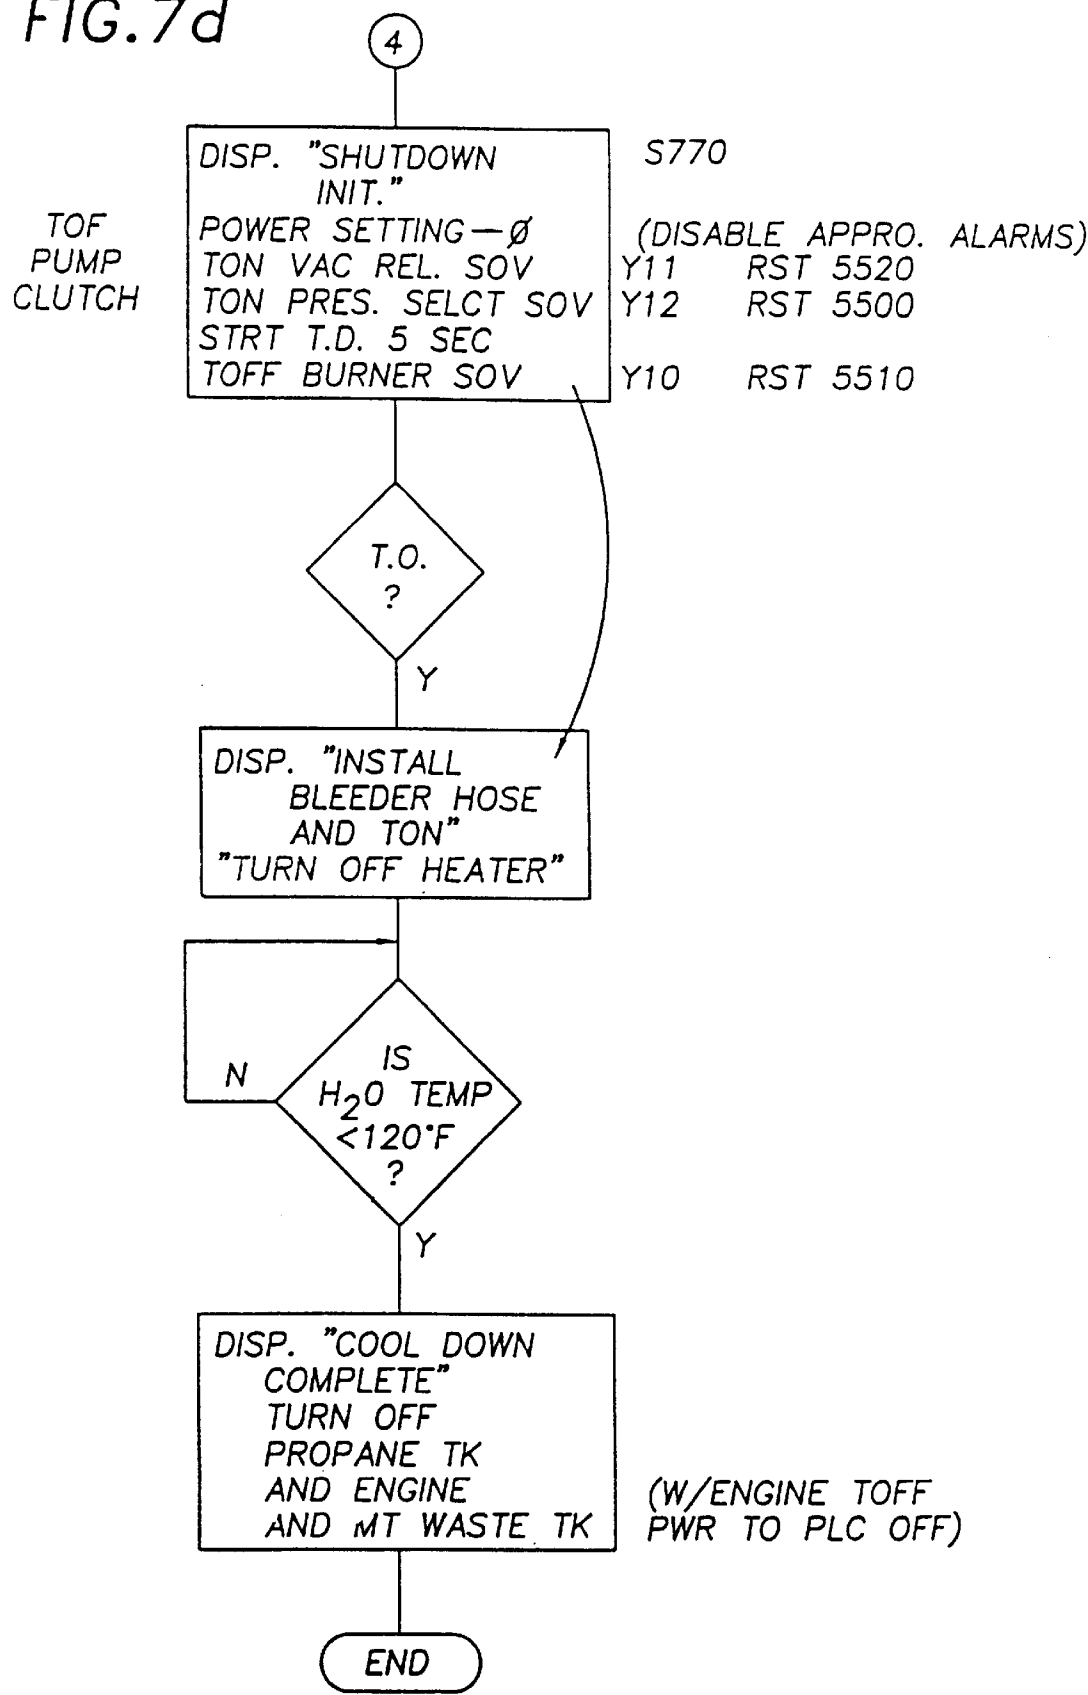 FIG.7d
4
DISP. "SHUTDOWN
INIT."
POWER SETTING—Ø
TON VAC REL. SOV
TON PRES. SELCT SOV
STRT T.D. 5 SEC
TOFF BURNER SOV
TOF
PUMP
CLUTCH
S770
(DISABLE APPRO. ALARMS)
Y11 RST 5520
Y12 RST 5500
Y10 RST 5510
T.O.
?
Y
DISP. "INSTALL
BLEEDER HOSE
AND TON"
"TURN OFF HEATER"
N
IS
H2O TEMP
<120°F
?
Y
DISP. "COOL DOWN
COMPLETE"
TURN OFF
PROPANE TK
AND ENGINE
AND MT WASTE TK
(W/ENGINE TOFF
PWR TO PLC OFF)
END